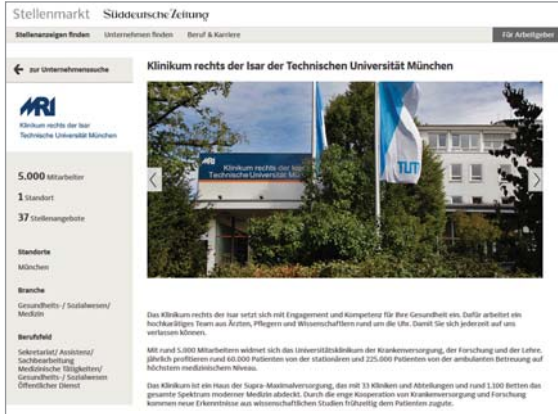 Stellenmarkt Süddeutsche Zeitung
Stellenanzeigen finden Unternehmen finden Beruf & Karriere Für Arbeitgeber
zur Unternehmenssuche
MRI
Klinikum rechts der Isar
Technische Universität München
5.000 Mitarbeiter
1 Standort
37 Stellenangebote
Standorte
München
Branche
Gesundheits-/ Sozialwesen/
Medizin
Berufsfeld
Sekretariat/ Assistenz/
Sachbearbeitung
Medizinische Tätigkeiten/
Gesundheits-/ Sozialwesen
Öffentlicher Dienst
Klinikum rechts der Isar der Technischen Universität München
MRI
Klinikum rechts der Isar
Technische Universität Mü
TUM
Das Klinikum rechts der Isar setzt sich mit Engagement und Kompetenz für Ihre Gesundheit ein. Dafür arbeitet ein
hochkarätiges Team aus Ärzten, Pflegern und Wissenschaftlern rund um die Uhr. Damit Sie sich jederzeit auf uns
verlassen können.
Mit rund 5.000 Mitarbeitern widmet sich das Universitätsklinikum der Krankenversorgung, der Forschung und der Lehre.
Jährlich profitieren rund 60.000 Patienten von der stationären und 225.000 Patienten von der ambulanten Betreuung auf
höchstem medizinischem Niveau.
Das Klinikum ist ein Haus der Supra-Maximalversorgung, das mit 33 Kliniken und Abteilungen und rund 1.100 Betten das
gesamte Spektrum moderner Medizin abdeckt. Durch die enge Kooperation von Krankenversorgung und Forschung
kommen neue Erkenntnisse aus wissenschaftlichen Studien frühzeitig dem Patienten zugute.